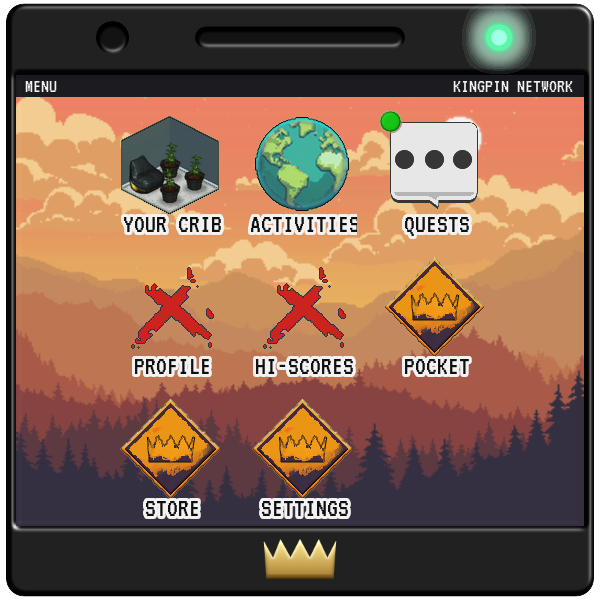 MENU
KINGPIN NETWORK
YOUR CRIB
ACTIVITIES
QUESTS
PROFILE
HI-SCORES
POCKET
STORE
SETTINGS